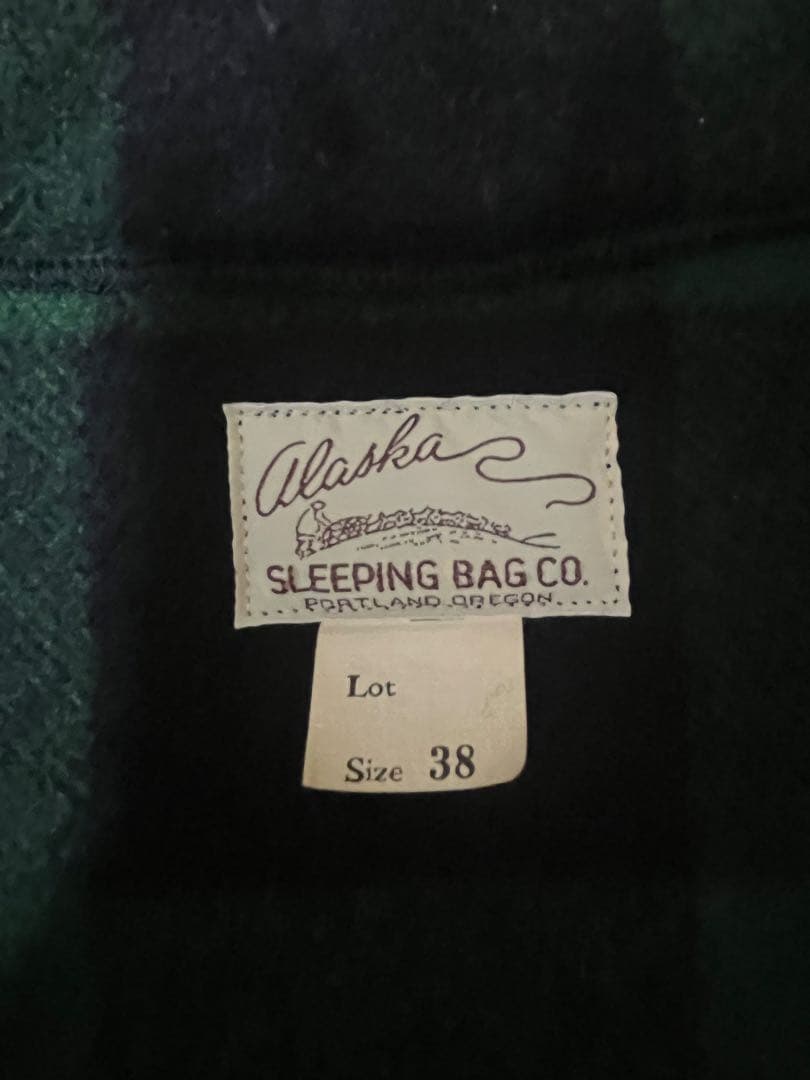 Alaska
SLEEPING BAG CO.
PORTLAND, OREGON
Lot
Size 38